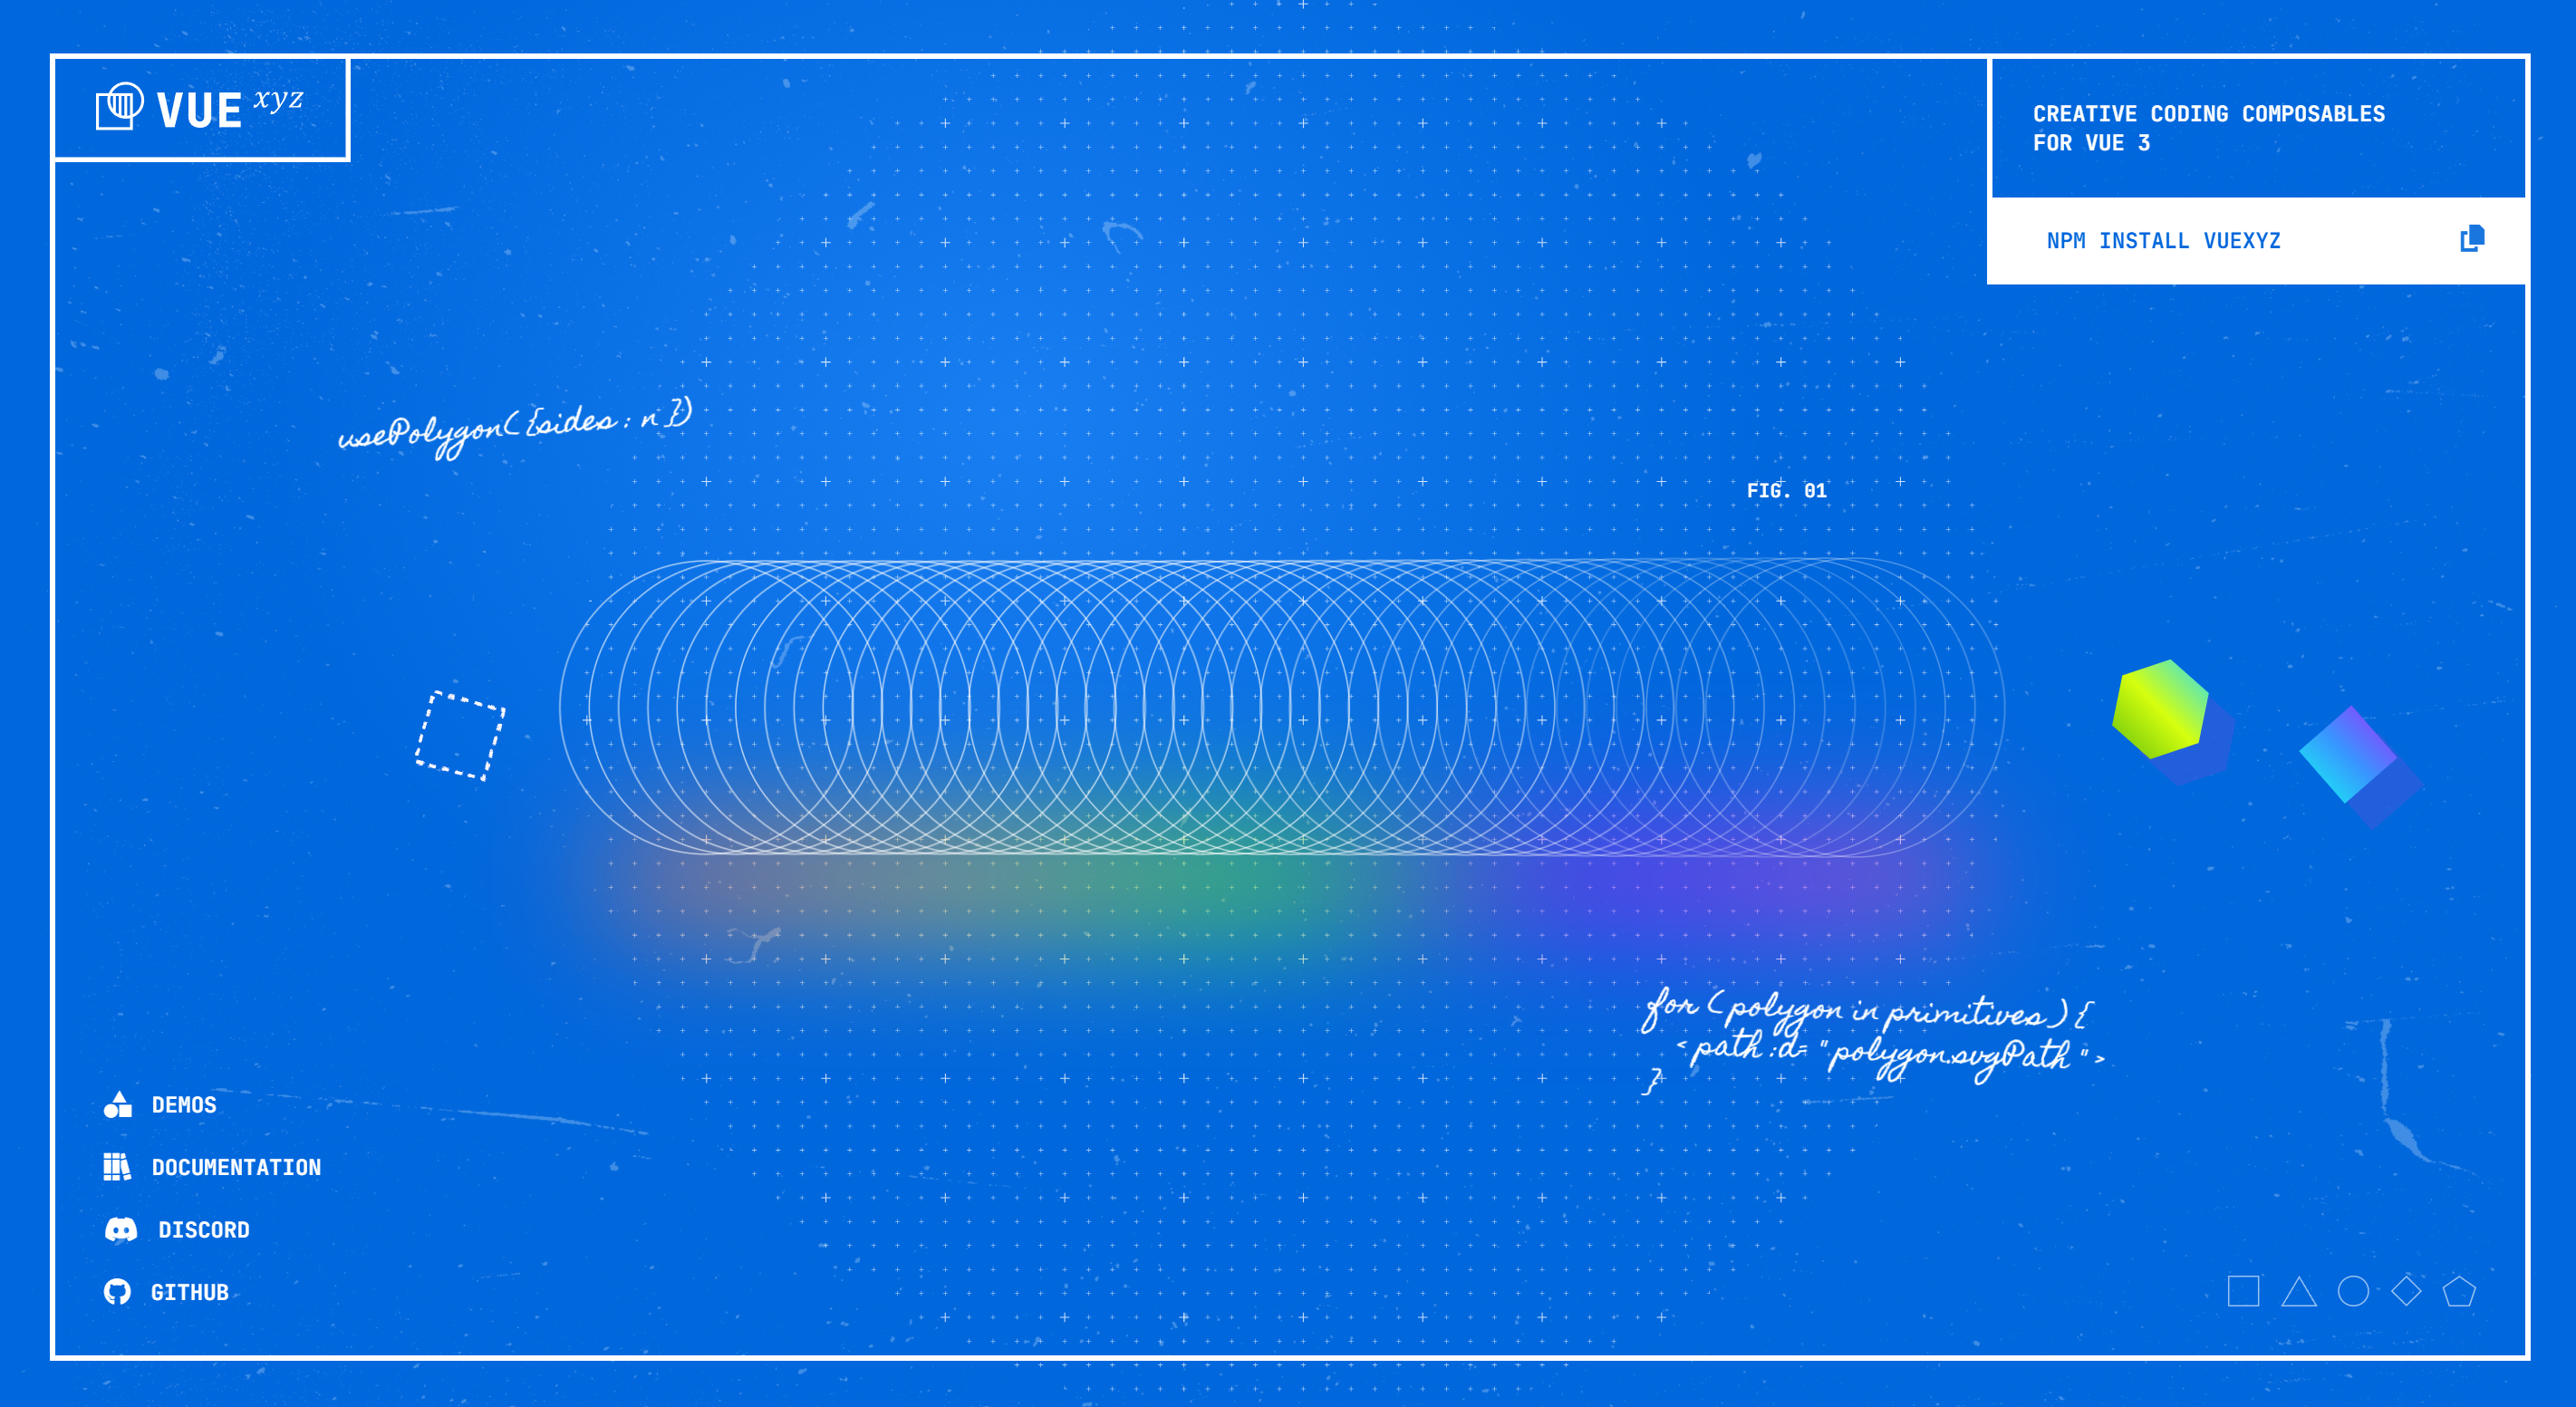 VUE xyz
CREATIVE CODING COMPOSABLES
FOR VUE 3
NPM INSTALL VUEXYZ
usePolygon({sides : n })
FIG. 01
for (polygon in primitives) {
<path :d= "polygon.svgPath ">
}
DEMOS
DOCUMENTATION
DISCORD
GITHUB